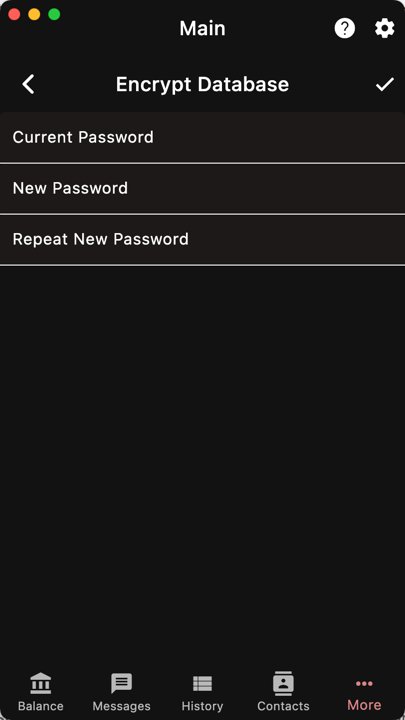 Main
Encrypt Database
Current Password
New Password
Repeat New Password
Balance
Messages
History
Contacts
More